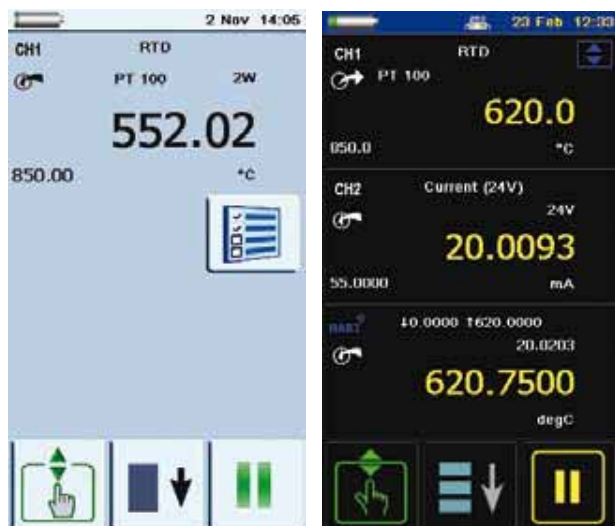 2 Nov 14:05
CH1 RTD
PT 100 2W
552.02
850.00 °C
23 Feb 12:33
CH1 RTD
PT 100
620.0
850.0 °C
CH2 Current (24V)
24V
20.0093
55.0000 mA
HART ↓0.0000 ↑620.0000
20.0203
620.7500
degC